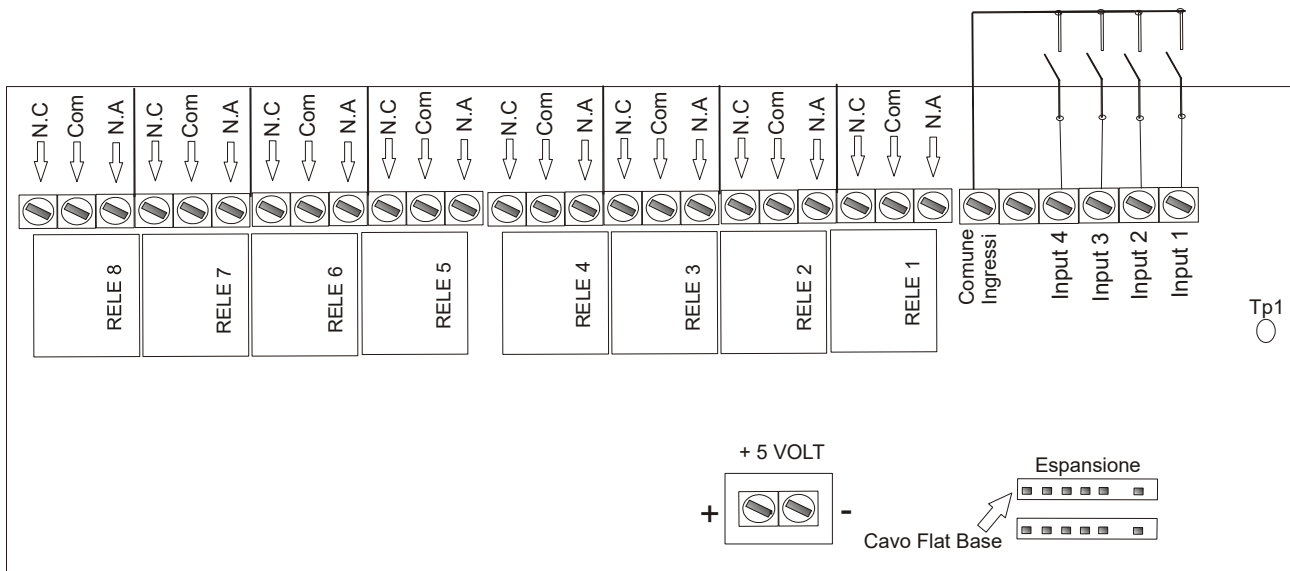 N.C Com N.A N.C Com N.A N.C Com N.A N.C Com N.A N.C Com N.A N.C Com N.A N.C Com N.A N.C Com N.A
RELE 8
RELE 7
RELE 6
RELE 5
RELE 4
RELE 3
RELE 2
RELE 1
Comune
Ingressi
Input 4
Input 3
Input 2
Input 1
Tp1
+ 5 VOLT
+ -
Espansione
Cavo Flat Base